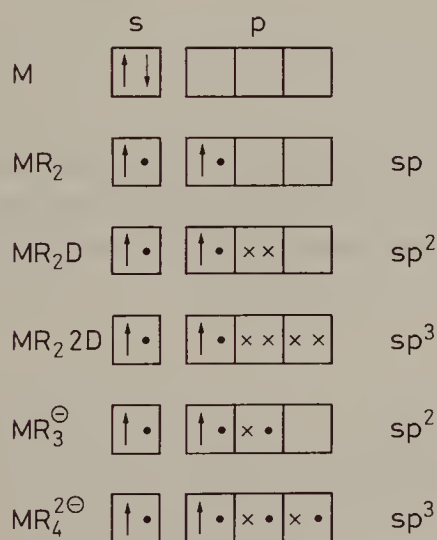 s p
M ↑ ↓
MR₂ ↑ • ↑ • sp
MR₂D ↑ • ↑ • × × sp²
MR₂ 2D ↑ • ↑ • × × × × sp³
MR₃⊖ ↑ • ↑ • × • sp²
MR₄2⊖ ↑ • ↑ • × • × • sp³